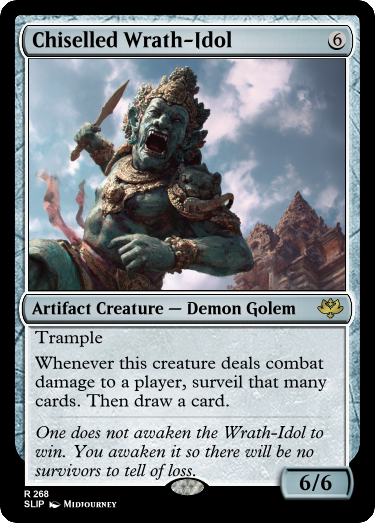 Chiselled Wrath-Idol 6
Artifact Creature — Demon Golem
Trample
Whenever this creature deals combat
damage to a player, surveil that many
cards. Then draw a card.
One does not awaken the Wrath-Idol to
win. You awaken it so there will be no
survivors to tell of loss.
6/6
R 268
SLIP Midjourney